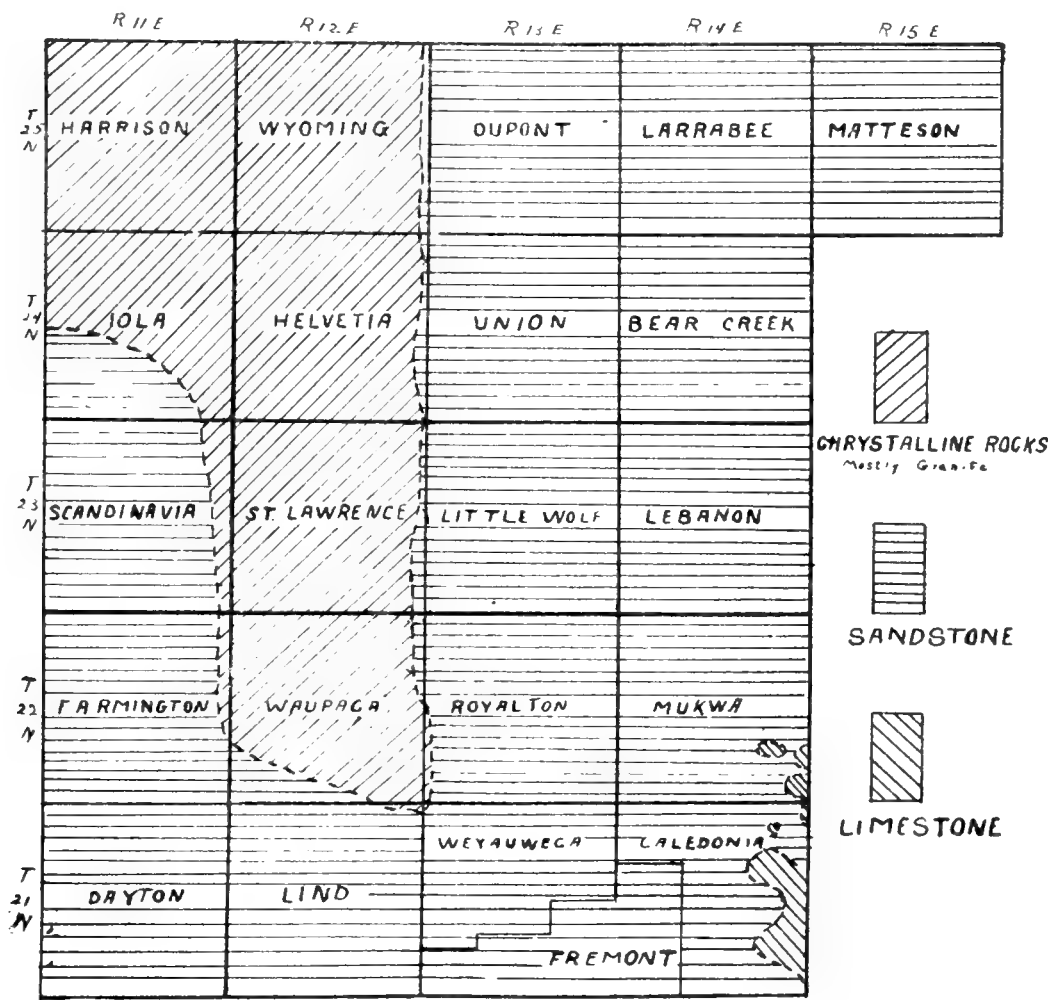 R 11 E R 12 E R 13 E R 14 E R 15 E
T
25
N
HARRISON WYOMING DUPONT LARRABEE MATTESON
T
24
N
IOLA HELVETIA UNION BEAR CREEK
CHRYSTALLINE ROCKS
Mostly Granite
T
23
N
SCANDINAVIA ST. LAWRENCE LITTLE WOLF LEBANON
SANDSTONE
T
22
N
FARMINGTON WAUPACA ROYALTON MUKWA
LIMESTONE
WEYAUWEGA CALEDONIA
T
21
N
DAYTON LIND
FREMONT